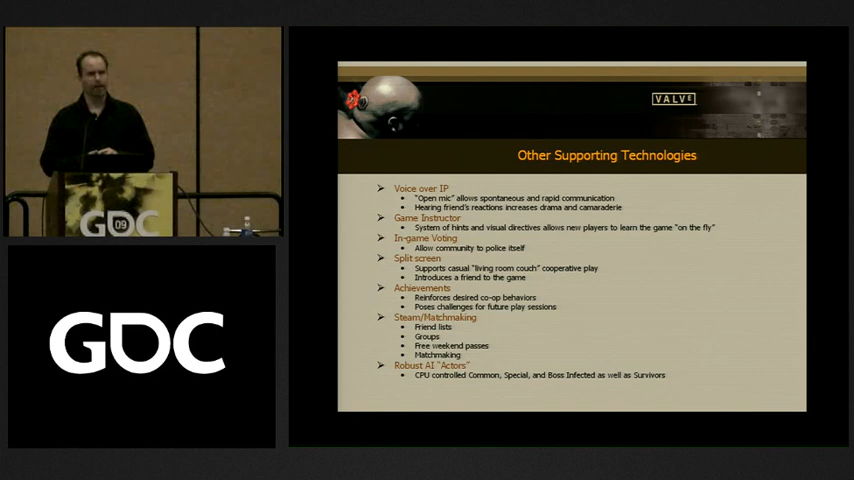 GDC
09
GDC
VALVE
Other Supporting Technologies
Voice over IP
"Open mic" allows spontaneous and rapid communication
Hearing friend's reactions increases drama and camaraderie
Game Instructor
System of hints and visual directives allows new players to learn the game "on the fly"
In-game Voting
Allow community to police itself
Split screen
Supports casual "living room couch" cooperative play
Introduces a friend to the game
Achievements
Reinforces desired co-op behaviors
Poses challenges for future play sessions
Steam/Matchmaking
Friend lists
Groups
Free weekend passes
Matchmaking
Robust AI "Actors"
CPU controlled Common, Special, and Boss Infected as well as Survivors